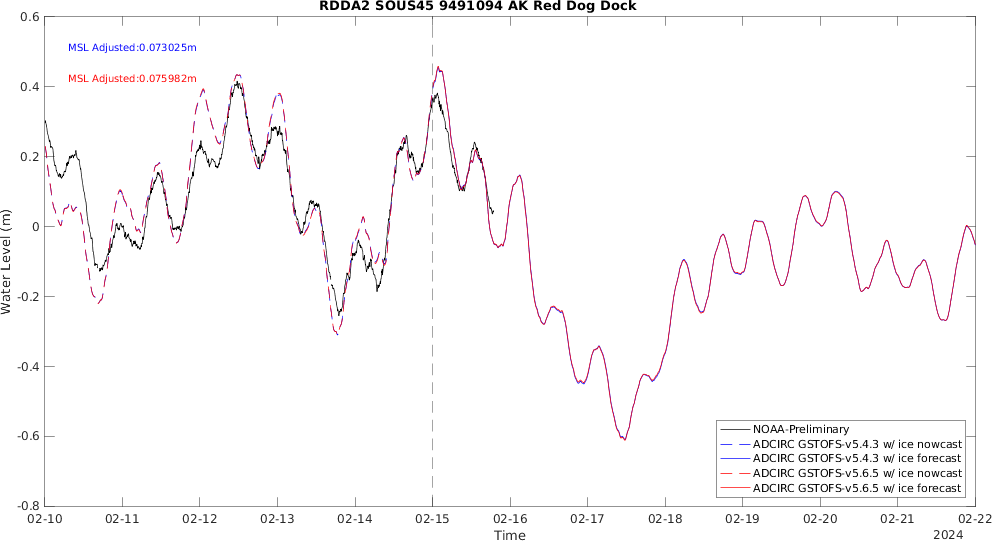 RDDA2 SOUS45 9491094 AK Red Dog Dock
MSL Adjusted:0.073025m
MSL Adjusted:0.075982m
Water Level (m)
0.6
0.4
0.2
0
-0.2
-0.4
-0.6
-0.8
NOAA-Preliminary
ADCIRC GSTOFS-v5.4.3 w/ ice nowcast
ADCIRC GSTOFS-v5.4.3 w/ ice forecast
ADCIRC GSTOFS-v5.6.5 w/ ice nowcast
ADCIRC GSTOFS-v5.6.5 w/ ice forecast
02-10 02-11 02-12 02-13 02-14 02-15 02-16 02-17 02-18 02-19 02-20 02-21 02-22
Time
2024